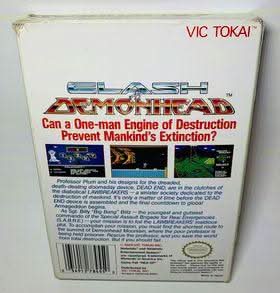 VIC TOKAI™
CLASH
AT
DEMONHEAD™
Can a One-man Engine of Destruction
Prevent Mankind's Extinction?
Professor Plum and his designs for the dreaded,
death-dealing doomsday device, DEAD END, are in the clutches of
the diabolical LAWBREAKERS – a sinister society dedicated to the
destruction of mankind. It's only a matter of time before the DEAD
END device is assembled and the final countdown to global
Armageddon begins.
As Sgt. Billy "Big Bang" Blitz – the youngest and gutsiest
commando of the Special Assault Brigade for Real Emergencies
(S.A.B.R.E.) – your mission is to foil the LAWBREAKERS' loathsome
plot. To accomplish your mission, you must find the shortest route to
the summit of Demonhead Mountain, where the poor professor is
being held prisoner. Rescue the professor, and you save the world
from total destruction. But if you should fail